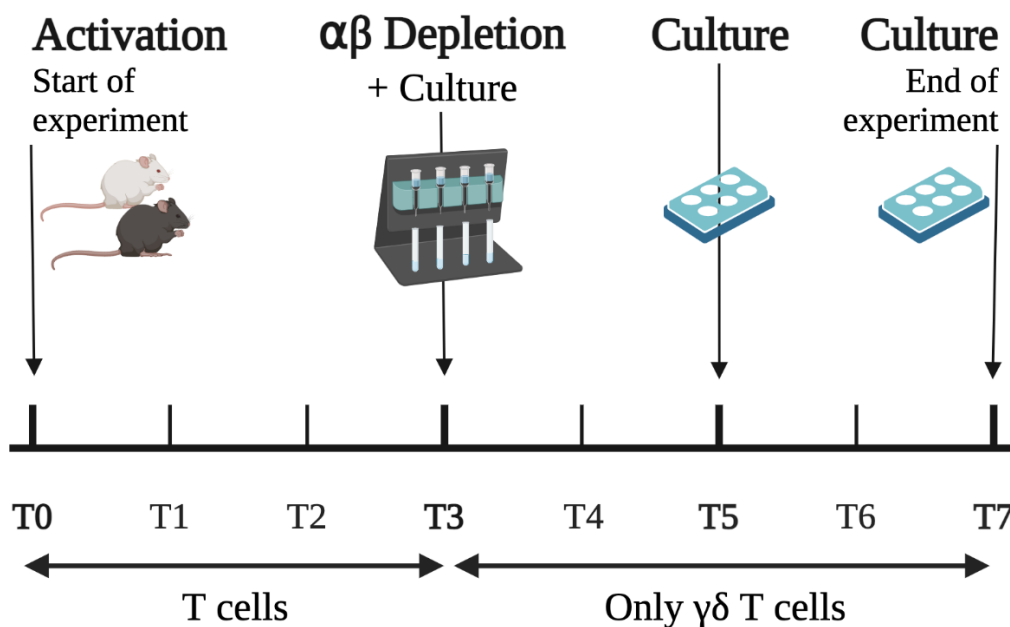 Activation
Start of
experiment
αβ Depletion
+ Culture
Culture
Culture
End of
experiment
T0 T1 T2 T3 T4 T5 T6 T7
T cells
Only γδ T cells